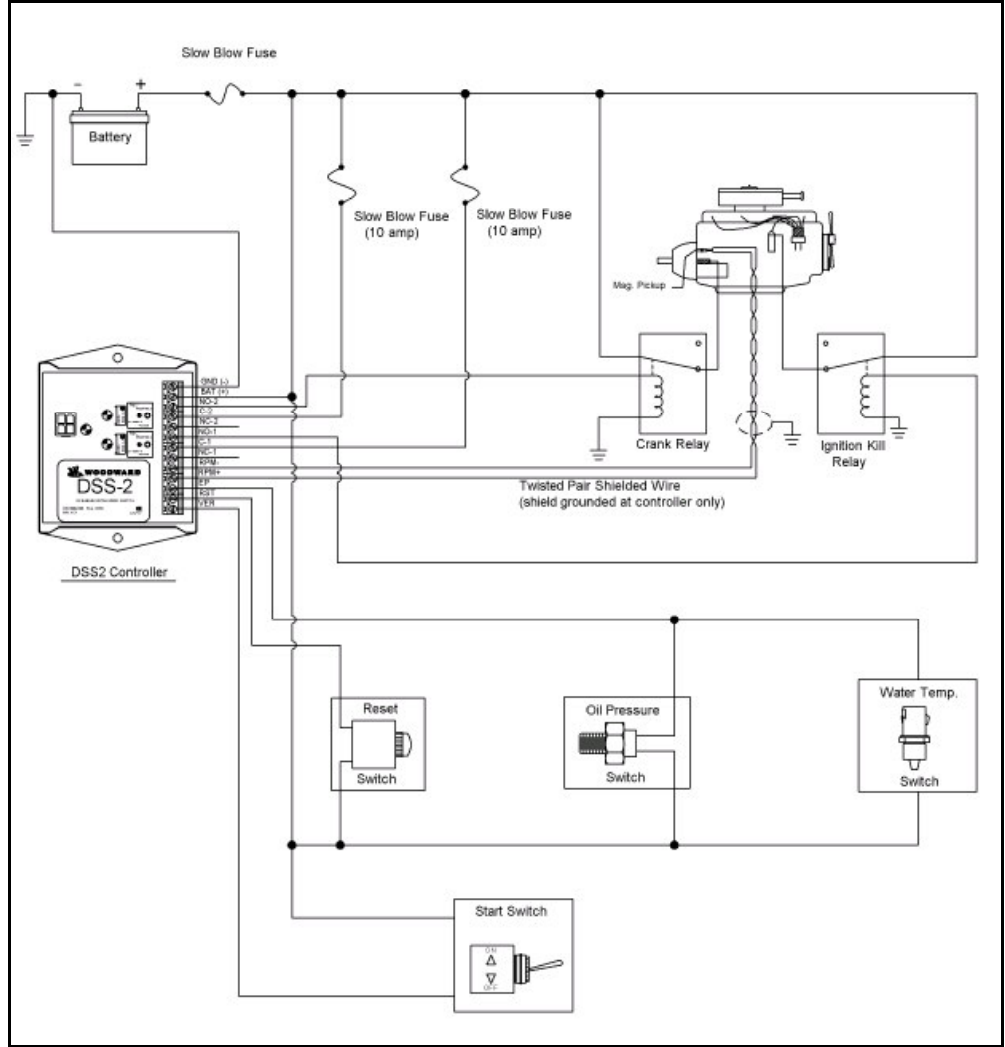 Slow Blow Fuse
- +
Battery
Slow Blow Fuse
(10 amp)
Slow Blow Fuse
(10 amp)
Mag. Pickup
Crank Relay
Ignition Kill
Relay
GND (-)
BAT (+)
NO-2
C-2
NC-2
NO-1
C-1
NC-1
RPM-
RPM+
EP
RST
VER
WOODWARD
DSS-2
DSS2 Controller
Twisted Pair Shielded Wire
(shield grounded at controller only)
Reset
Switch
Oil Pressure
Switch
Water Temp.
Switch
Start Switch
ON
OFF